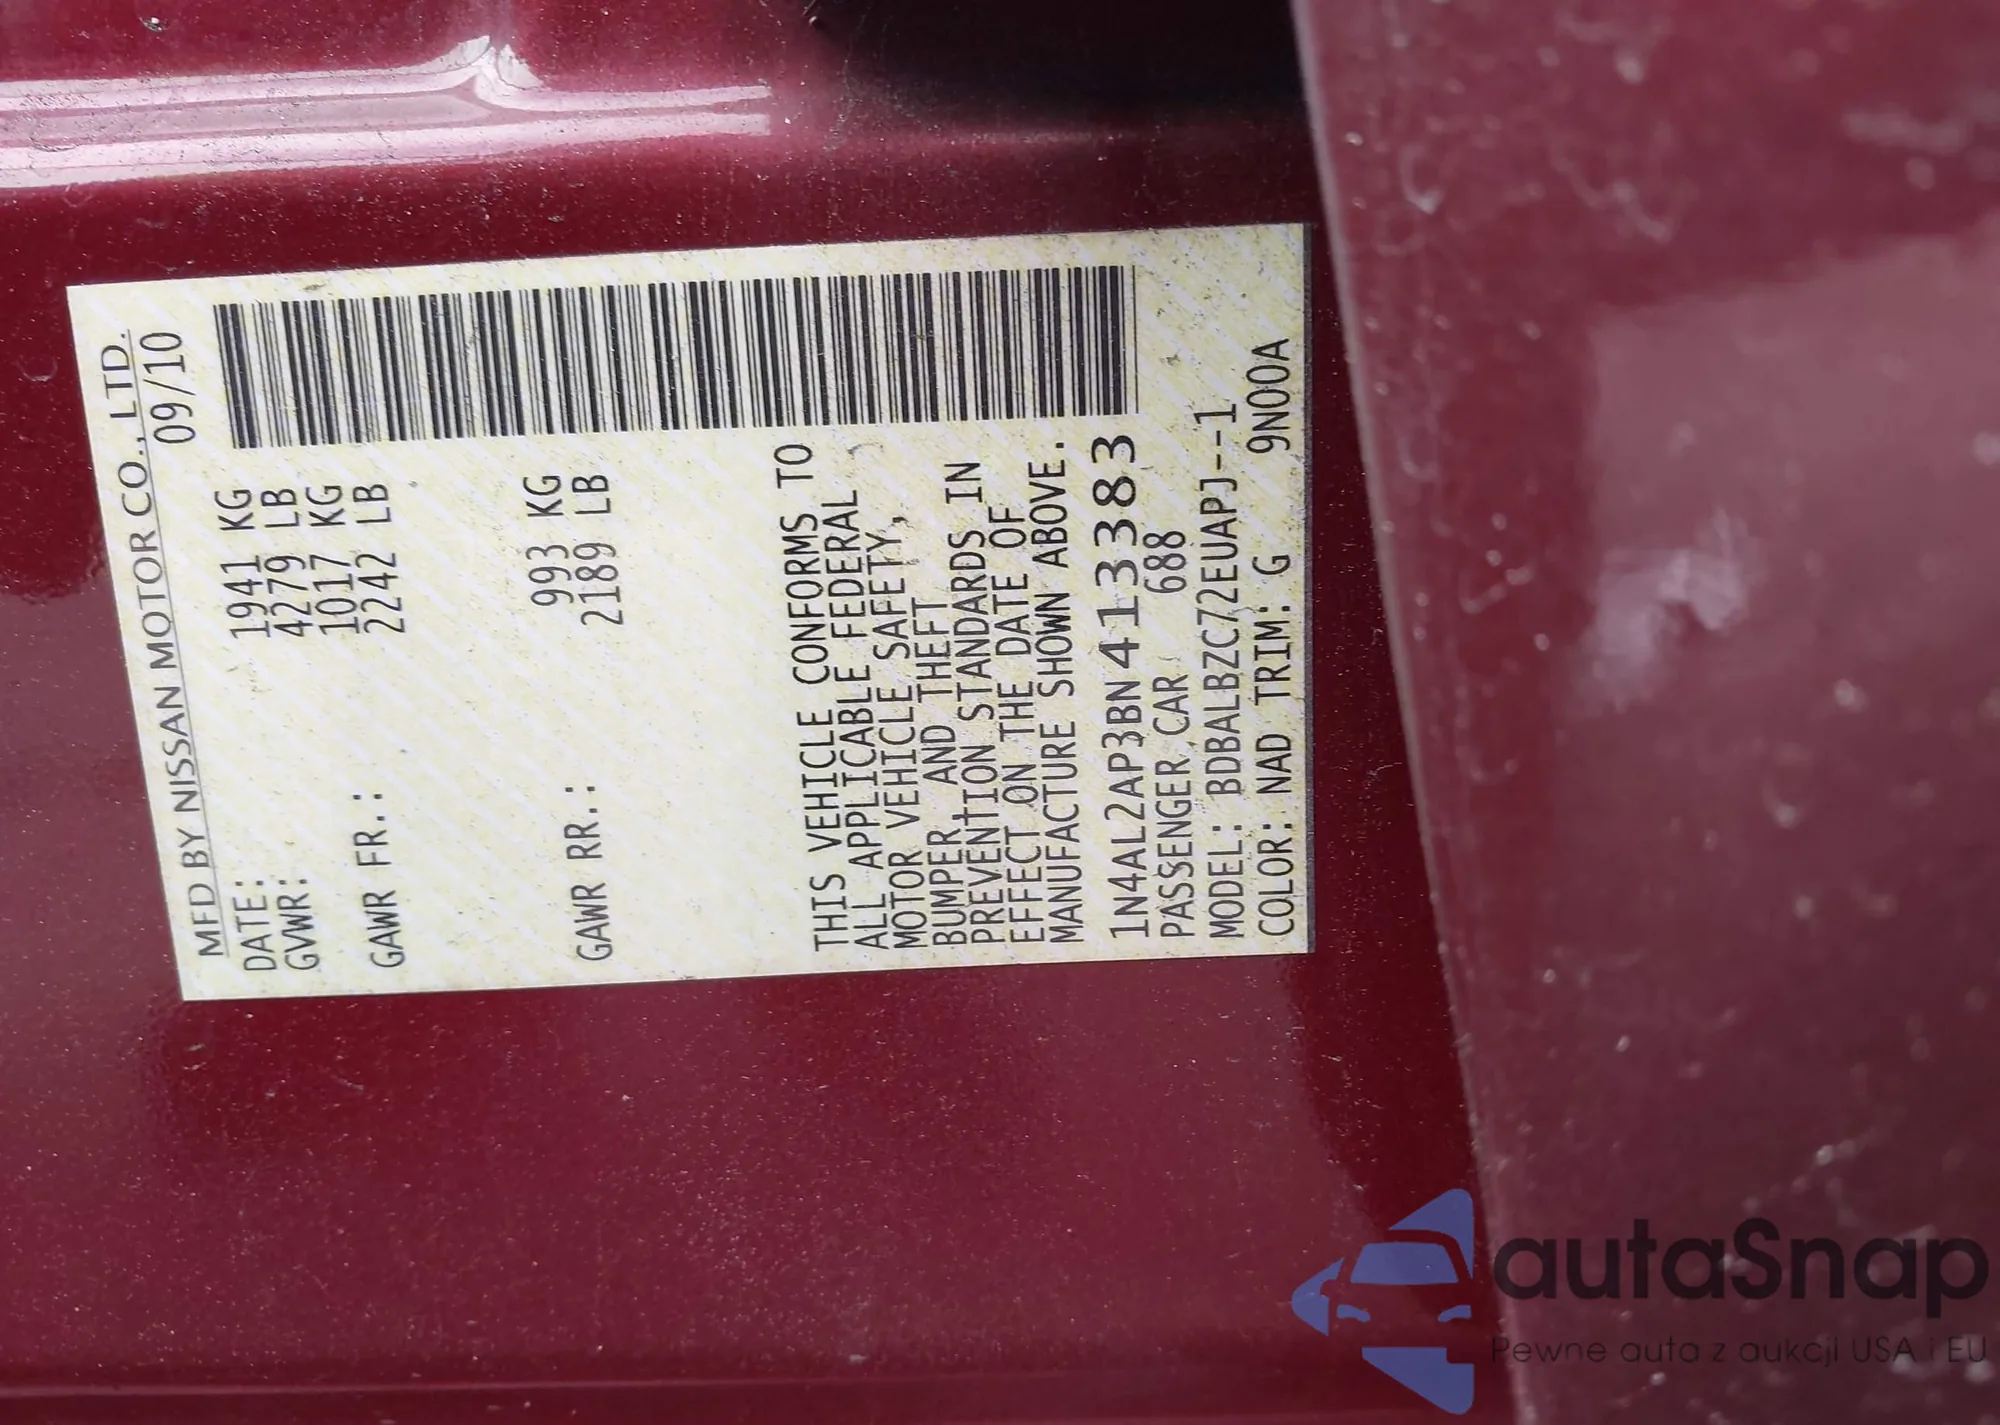 MFD BY NISSAN MOTOR CO., LTD.
DATE: 09/10
GVWR: 1941 KG
4279 LB
GAWR FR.: 1017 KG
2242 LB
GAWR RR.: 993 KG
2189 LB
THIS VEHICLE CONFORMS TO
ALL APPLICABLE FEDERAL
MOTOR VEHICLE SAFETY,
BUMPER AND THEFT
PREVENTION STANDARDS IN
EFFECT ON THE DATE OF
MANUFACTURE SHOWN ABOVE.
1N4AL2AP3BN413383
PASSENGER CAR 688
MODEL: BDBALBZC72EUAPJ---1
COLOR: NAD TRIM: G 9N00A
autaSnap
Pewne auta z aukcji USA i EU